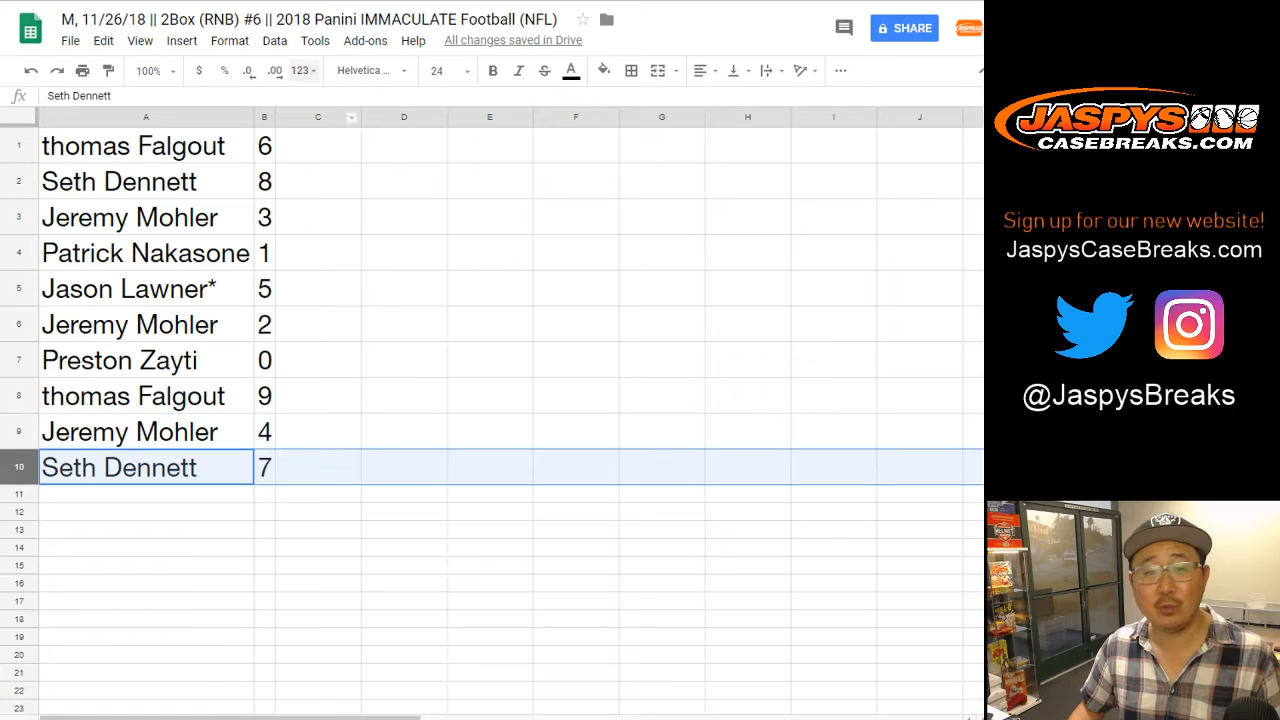 M, 11/26/18 || 2Box (RNB) #6 || 2018 Panini IMMACULATE Football (NFL)
File Edit View Insert Format Data Tools Add-ons Help All changes saved in Drive
SHARE
100% $ % .0 .00 123 Helvetica ... 24 B I S A
fx Seth Dennett
A B C D E F G H I J
1 thomas Falgout 6
2 Seth Dennett 8
3 Jeremy Mohler 3
4 Patrick Nakasone 1
5 Jason Lawner* 5
6 Jeremy Mohler 2
7 Preston Zayti 0
8 thomas Falgout 9
9 Jeremy Mohler 4
10 Seth Dennett 7
11
12
13
14
15
16
17
18
19
20
21
22
23
JASPYS
CASEBREAKS.COM
Sign up for our new website!
JaspysCaseBreaks.com
@JaspysBreaks